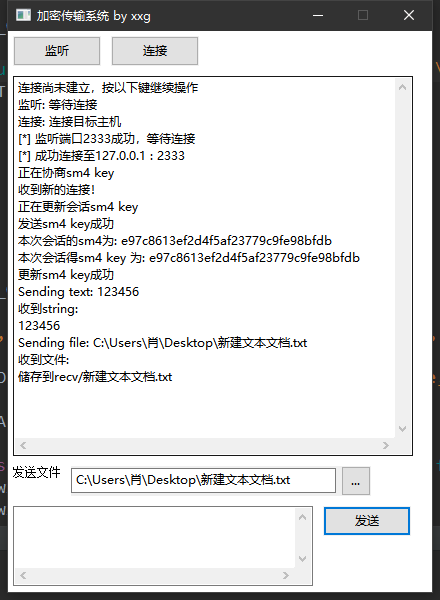 加密传输系统 by xxg
监听 连接
连接尚未建立，按以下键继续操作
监听: 等待连接
连接: 连接目标主机
[*] 监听端口2333成功，等待连接
[*] 成功连接至127.0.0.1 : 2333
正在协商sm4 key
收到新的连接!
正在更新会话sm4 key
发送sm4 key成功
本次会话的sm4为: e97c8613ef2d4f5af23779c9fe98bfdb
本次会话得sm4 key 为: e97c8613ef2d4f5af23779c9fe98bfdb
更新sm4 key成功
Sending text: 123456
收到string:
123456
Sending file: C:\Users\肖\Desktop\新建文本文档.txt
收到文件:
储存到recv/新建文本文档.txt
发送文件 C:\Users\肖\Desktop\新建文本文档.txt ...
发送